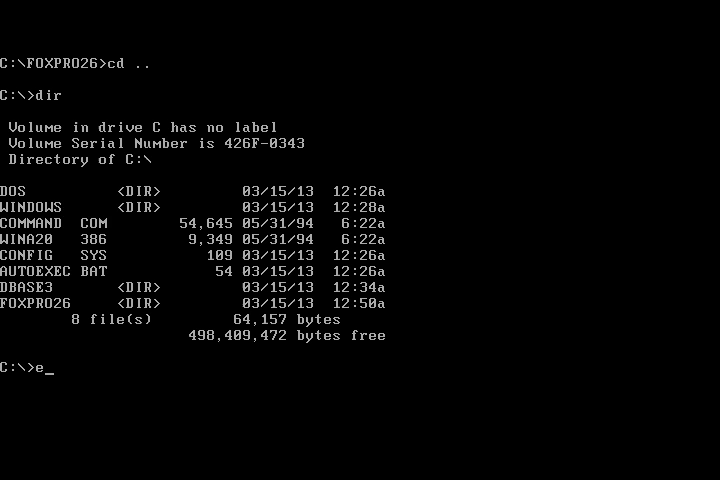 C:\FOXPRO26>cd ..
C:\>dir
Volume in drive C has no label
Volume Serial Number is 426F-0343
Directory of C:\
DOS          <DIR>         03/15/13  12:26a
WINDOWS      <DIR>         03/15/13  12:28a
COMMAND  COM        54,645 05/31/94   6:22a
WINA20   386         9,349 05/31/94   6:22a
CONFIG   SYS           109 03/15/13  12:26a
AUTOEXEC BAT            54 03/15/13  12:26a
DBASE3       <DIR>         03/15/13  12:34a
FOXPRO26     <DIR>         03/15/13  12:50a
8 file(s)         64,157 bytes
498,409,472 bytes free
C:\>e_